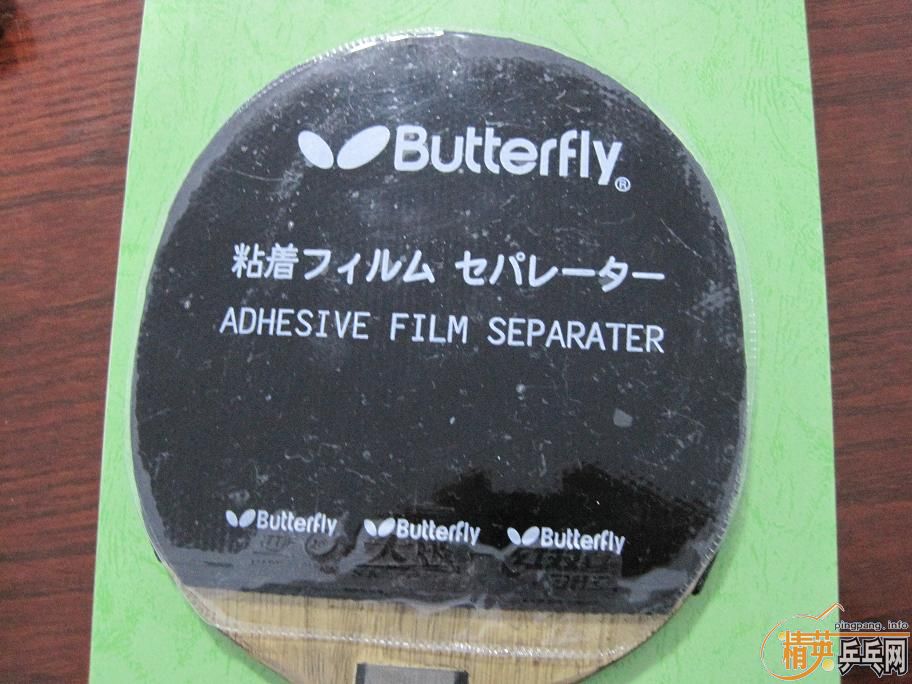 Butterfly®
粘着フィルム セパレーター
ADHESIVE FILM SEPARATER
Butterfly Butterfly Butterfly
pingpang.info
精英乒乓网